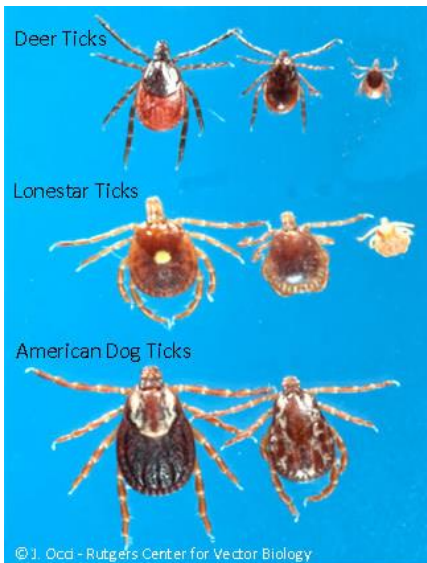 Deer Ticks
Lonestar Ticks
American Dog Ticks
© J. Occi - Rutgers Center for Vector Biology